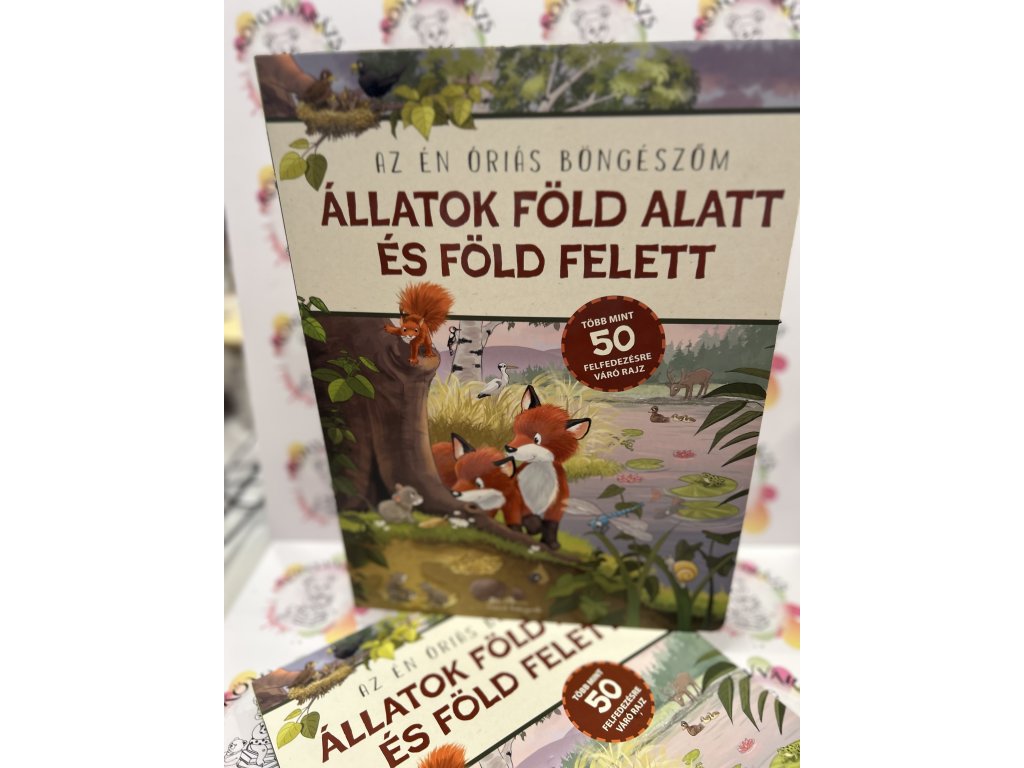 AZ ÉN ÓRIÁS BÖNGÉSZŐM
ÁLLATOK FÖLD ALATT
ÉS FÖLD FELETT
TÖBB MINT
50
FELFEDEZÉSRE
VÁRÓ RAJZ
AZ ÉN ÓRIÁS
ÁLLATOK FÖLD
ÉS FÖLD FELETT
TÖBB MINT
50
FELFEDEZÉSRE
VÁRÓ RAJZ